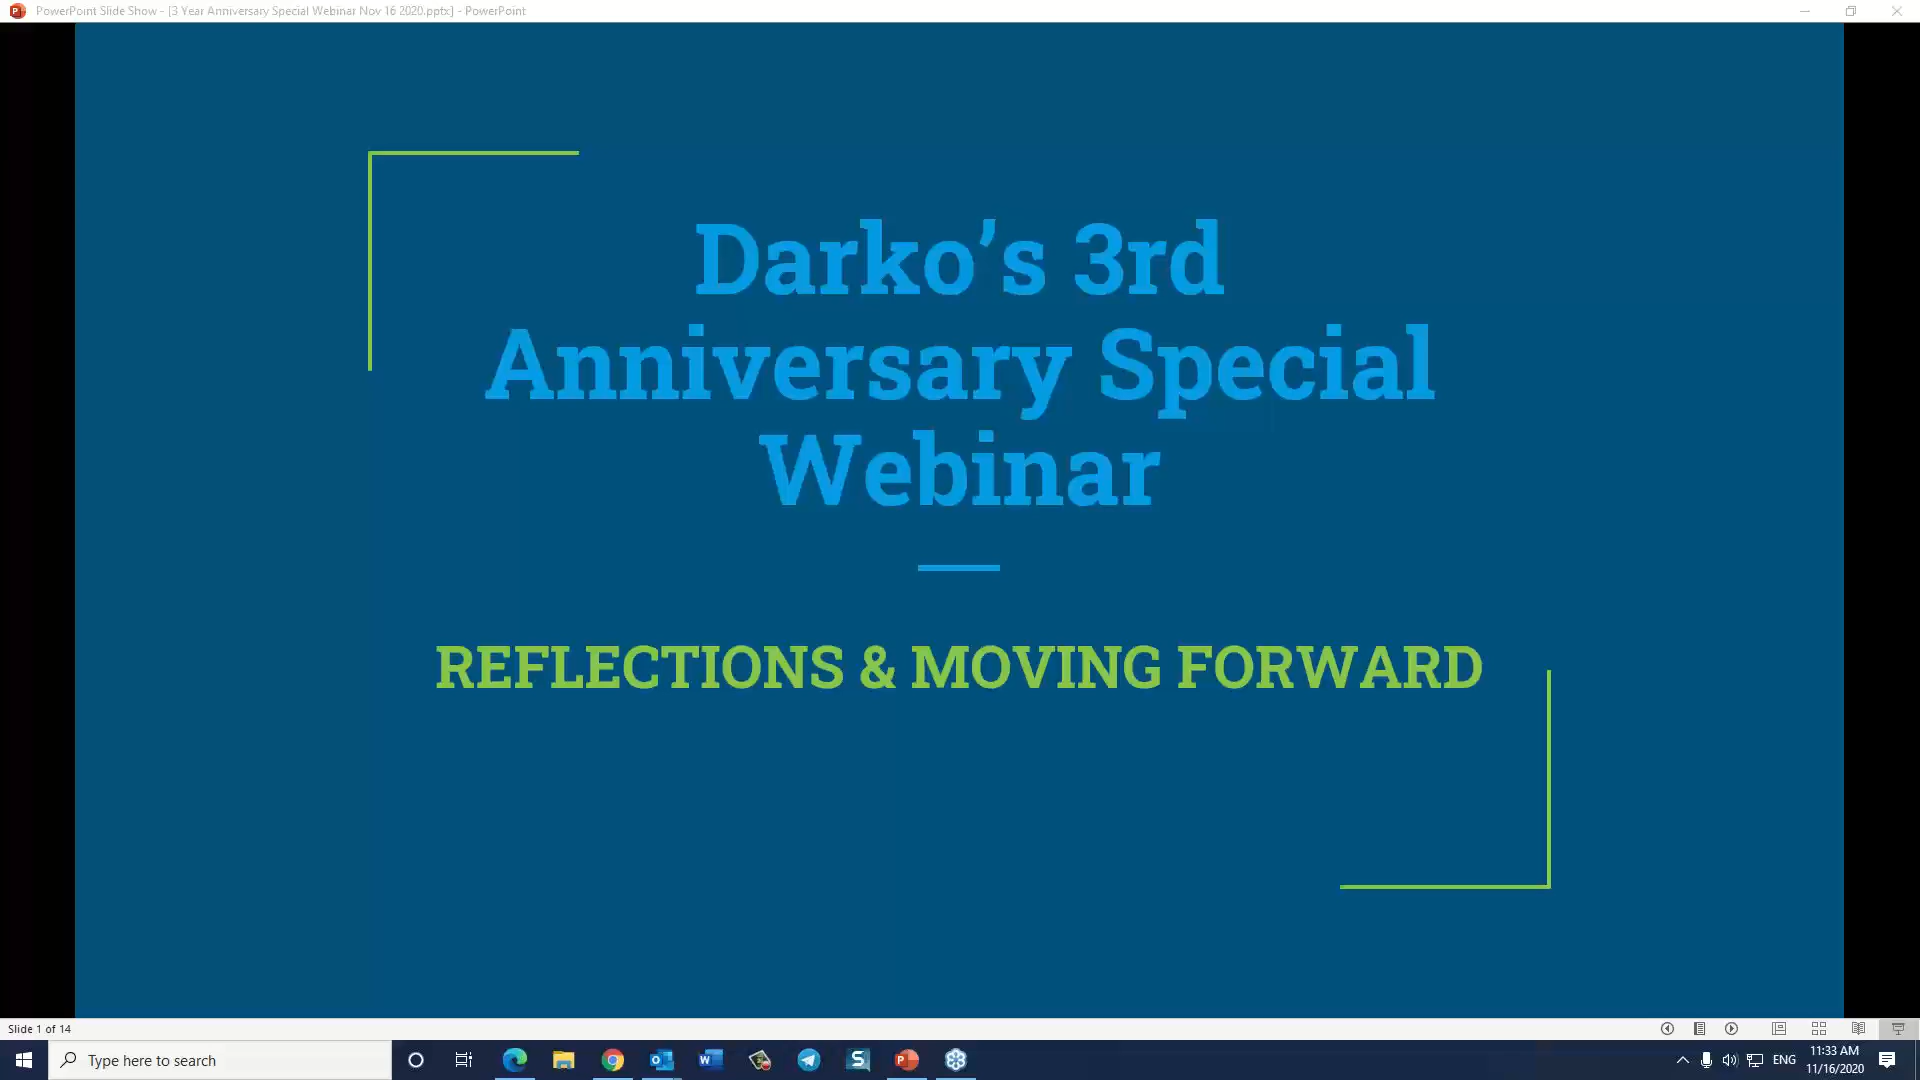 PowerPoint Slide Show - [3 Year Anniversary Special Webinar Nov 16 2020.pptx] - PowerPoint
Darko’s 3rd
Anniversary Special
Webinar
REFLECTIONS & MOVING FORWARD
Slide 1 of 14
Type here to search
ENG
11:33 AM
11/16/2020